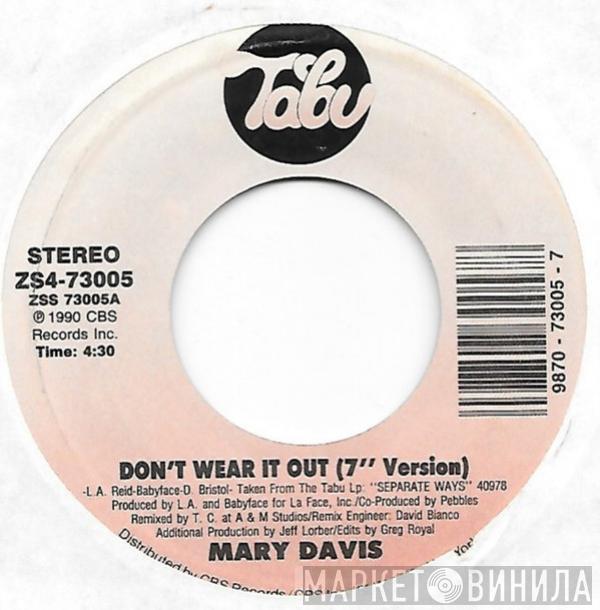 Tabu
STEREO
ZS4-73005
ZSS 73005A
℗ 1990 CBS
Records Inc.
Time: 4:30
9870 - 73005 - 7
DON'T WEAR IT OUT (7″ Version)
-L.A. Reid-Babyface-D. Bristol- Taken From The Tabu Lp: "SEPARATE WAYS" 40978
Produced by L.A. and Babyface for La Face, Inc./Co-Produced by Pebbles
Remixed by T. C. at A & M Studios/Remix Engineer: David Bianco
Additional Production by Jeff Lorber/Edits by Greg Royal
MARY DAVIS
Distributed by CBS Records
МАРКЕТ ВИНИЛА